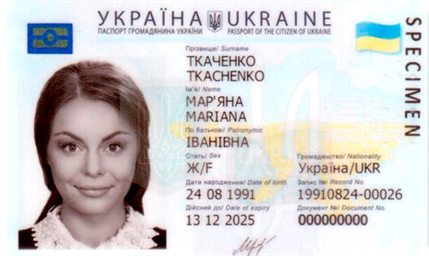 УКРАЇНА UKRAINE
ПАСПОРТ ГРОМАДЯНИНА УКРАЇНИ PASSPORT OF THE CITIZEN OF UKRAINE
SPECIMEN
Прізвище/ Surname
ТКАЧЕНКО
TKACHENKO
Ім'я/ Name
МАР'ЯНА
MARIANA
По батькові/ Patronymic
ІВАНІВНА
Стать/ Sex Громадянство/ Nationality
Ж/F Україна/UKR
Дата народження/ Date of birth Запис №/ Record No.
24 08 1991 19910824-00026
Дійсний до/ Date of expiry Документ №/ Document No.
13 12 2025 000000000